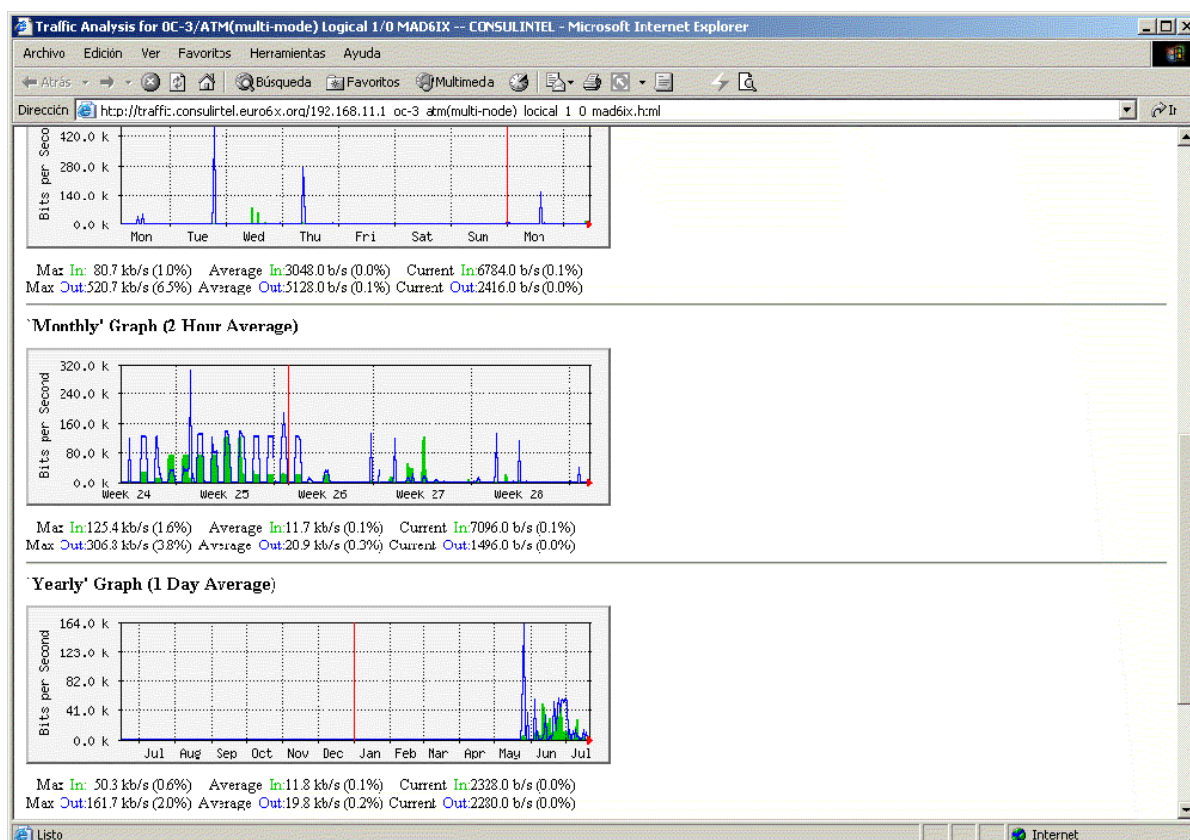 Traffic Analysis for OC-3/ATM(multi-mode) Logical 1/0 MAD6IX -- CONSULINTEL - Microsoft Internet Explorer
Archivo Edición Ver Favoritos Herramientas Ayuda
Atrás Búsqueda Favoritos Multimedia
Dirección http://traffic.consulintel.euro6ix.org/192.168.11.1_oc-3_atm(multi-mode)_logical_1_0_mad6ix.html Ir
420.0 k
280.0 k
140.0 k
0.0 k
Bits per Seco
Mon Tue Wed Thu Fri Sat Sun Mon
Max In: 80.7 kb/s (1.0%) Average In:3048.0 b/s (0.0%) Current In:6784.0 b/s (0.1%)
Max Out:520.7 kb/s (6.5%) Average Out:5128.0 b/s (0.1%) Current Out:2416.0 b/s (0.0%)
`Monthly' Graph (2 Hour Average)
320.0 k
240.0 k
160.0 k
80.0 k
0.0 k
Bits per Second
Week 24 Week 25 Week 26 Week 27 Week 28
Max In:125.4 kb/s (1.6%) Average In:11.7 kb/s (0.1%) Current In:7096.0 b/s (0.1%)
Max Out:306.8 kb/s (3.8%) Average Out:20.9 kb/s (0.3%) Current Out:1496.0 b/s (0.0%)
`Yearly' Graph (1 Day Average)
164.0 k
123.0 k
82.0 k
41.0 k
0.0 k
Bits per Second
Jul Aug Sep Oct Nov Dec Jan Feb Mar Apr May Jun Jul
Max In: 50.3 kb/s (0.6%) Average In:11.8 kb/s (0.1%) Current In:2328.0 b/s (0.0%)
Max Out:161.7 kb/s (2.0%) Average Out:19.8 kb/s (0.2%) Current Out:2280.0 b/s (0.0%)
Listo Internet